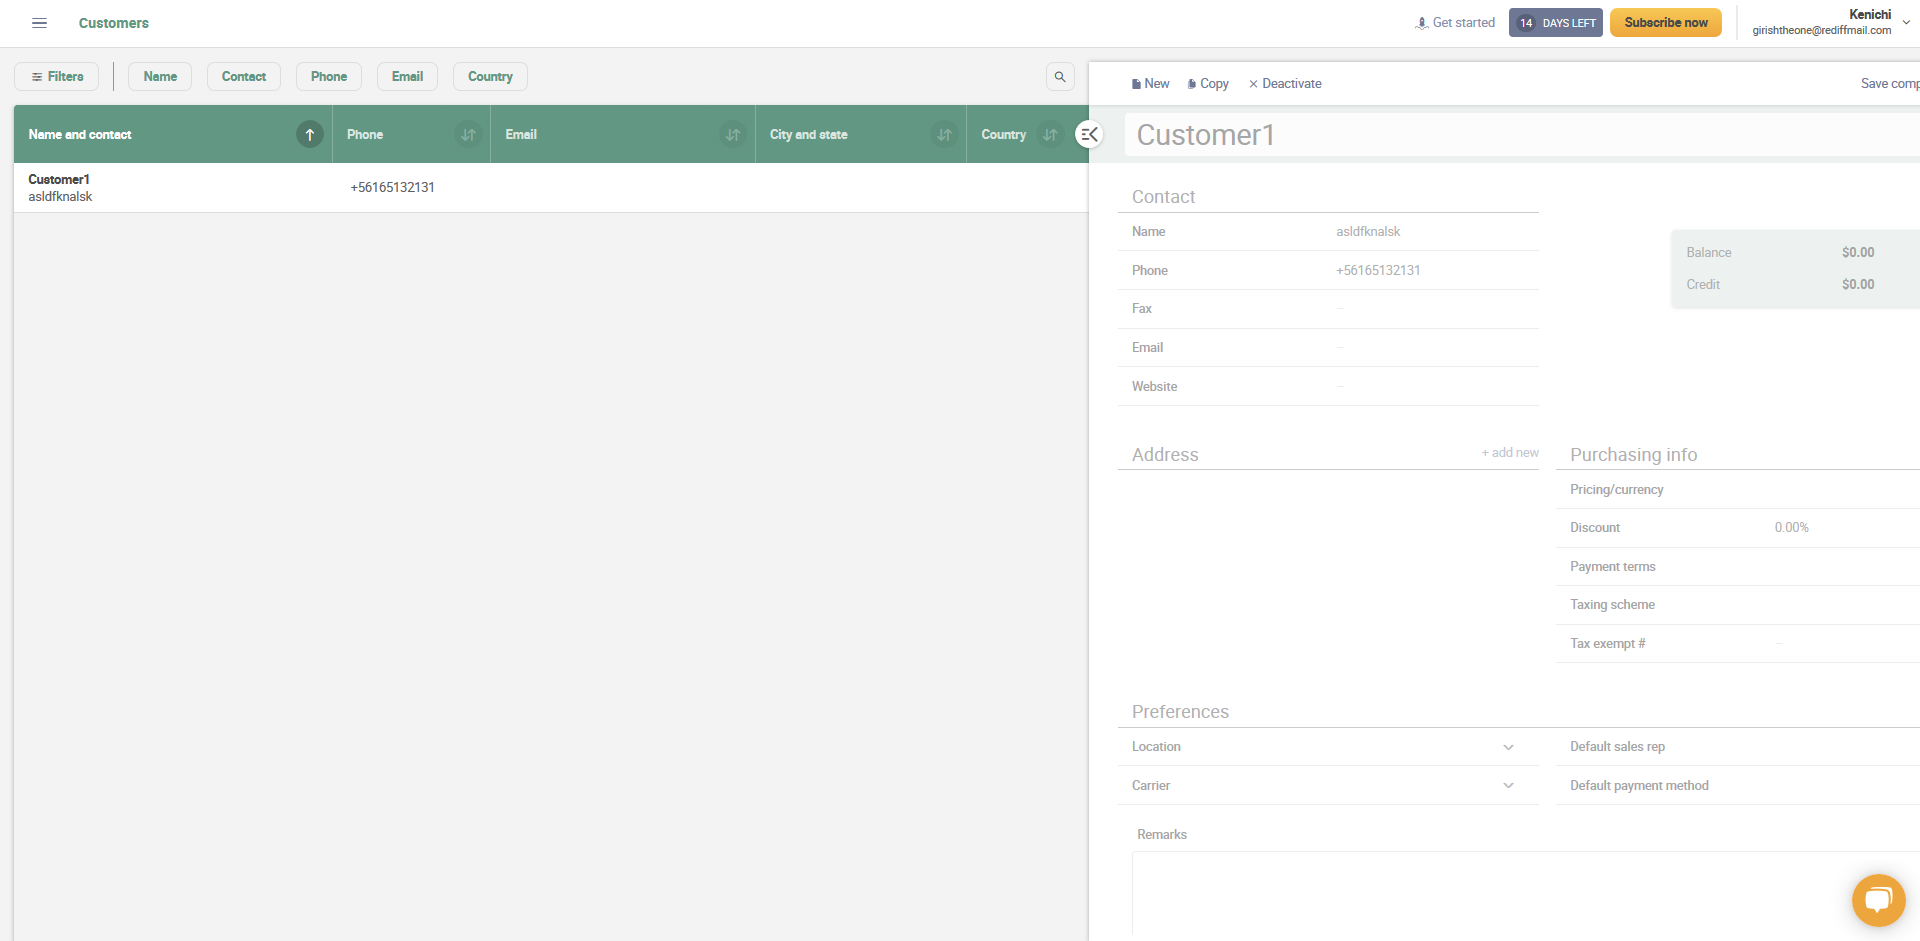 Customers
Get started
14 DAYS LEFT
Subscribe now
Kenichi
girishtheone@rediffmail.com
Filters
Name
Contact
Phone
Email
Country
New
Copy
Deactivate
Save comp
Name and contact
Phone
Email
City and state
Country
Customer1
asldfknalsk
+56165132131
Customer1
Contact
Name asldfknalsk
Phone +56165132131
Fax –
Email –
Website –
Balance $0.00
Credit $0.00
Address + add new
Purchasing info
Pricing/currency
Discount 0.00%
Payment terms
Taxing scheme
Tax exempt # –
Preferences
Location
Carrier
Default sales rep
Default payment method
Remarks